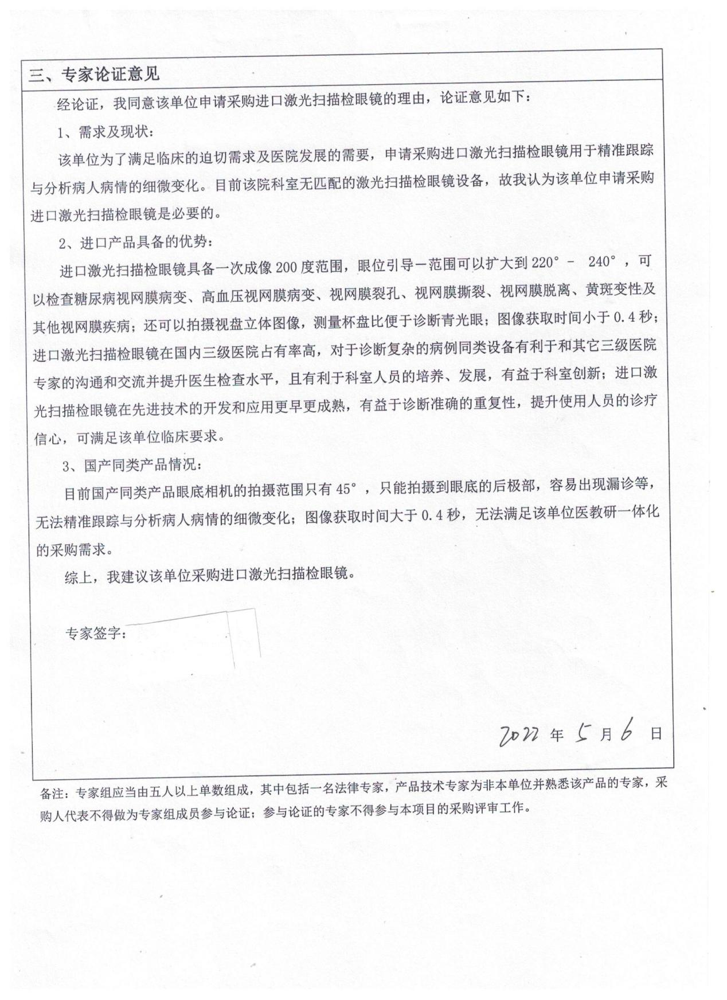 三、专家论证意见
经论证，我同意该单位申请采购进口激光扫描检眼镜的理由，论证意见如下：
1、需求及现状：
该单位为了满足临床的迫切需求及医院发展的需要，申请采购进口激光扫描检眼镜用于精准跟踪
与分析病人病情的细微变化。目前该院科室无匹配的激光扫描检眼镜设备，故我认为该单位申请采购
进口激光扫描检眼镜是必要的。
2、进口产品具备的优势：
进口激光扫描检眼镜具备一次成像 200 度范围，眼位引导－范围可以扩大到 220°－ 240°，可
以检查糖尿病视网膜病变、高血压视网膜病变、视网膜裂孔、视网膜撕裂、视网膜脱离、黄斑变性及
其他视网膜疾病；还可以拍摄视盘立体图像，测量杯盘比便于诊断青光眼；图像获取时间小于 0.4 秒；
进口激光扫描检眼镜在国内三级医院占有率高，对于诊断复杂的病例同类设备有利于和其它三级医院
专家的沟通和交流并提升医生检查水平，且有利于科室人员的培养、发展，有益于科室创新；进口激
光扫描检眼镜在先进技术的开发和应用更早更成熟，有益于诊断准确的重复性，提升使用人员的诊疗
信心，可满足该单位临床要求。
3、国产同类产品情况：
目前国产同类产品眼底相机的拍摄范围只有 45°，只能拍摄到眼底的后极部，容易出现漏诊等，
无法精准跟踪与分析病人病情的细微变化；图像获取时间大于 0.4 秒，无法满足该单位医教研一体化
的采购需求。
综上，我建议该单位采购进口激光扫描检眼镜。
专家签字：
2022 年 5 月 6 日
备注：专家组应当由五人以上单数组成，其中包括一名法律专家，产品技术专家为非本单位并熟悉该产品的专家，采
购人代表不得做为专家组成员参与论证；参与论证的专家不得参与本项目的采购评审工作。